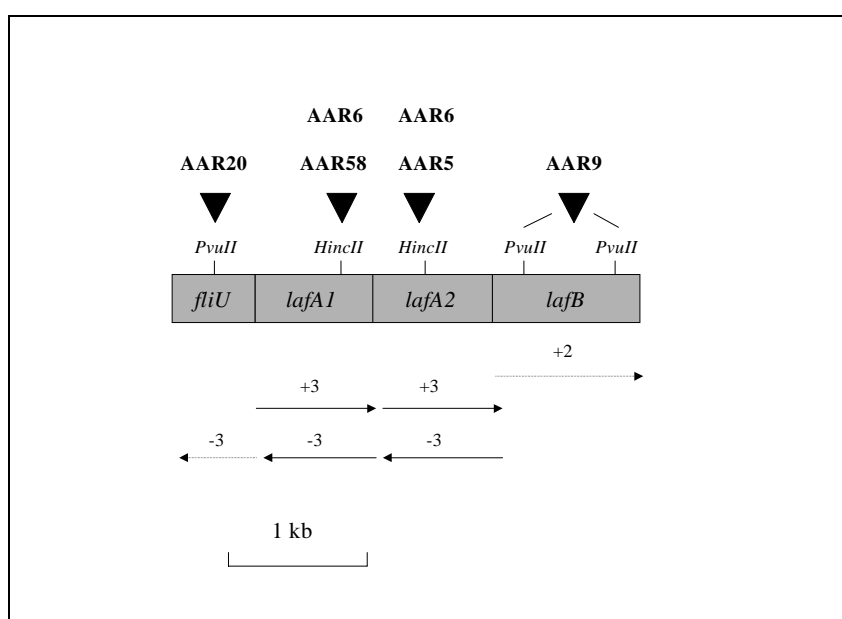 AAR6 AAR6
AAR20 AAR58 AAR5 AAR9
PvuII HincII HincII PvuII PvuII
fliU lafA1 lafA2 lafB
+2
+3 +3
-3 -3 -3
1 kb